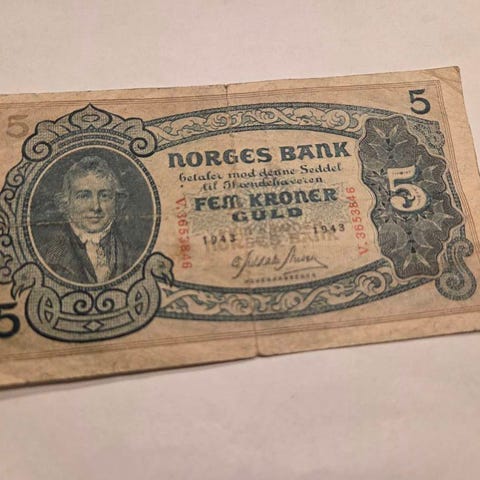 5
5
NORGES BANK
betaler mod denne Seddel
til Ihændehaveren
FEM KRONER
GULD
1943
1943
V.3653846
V.3653846
5
5